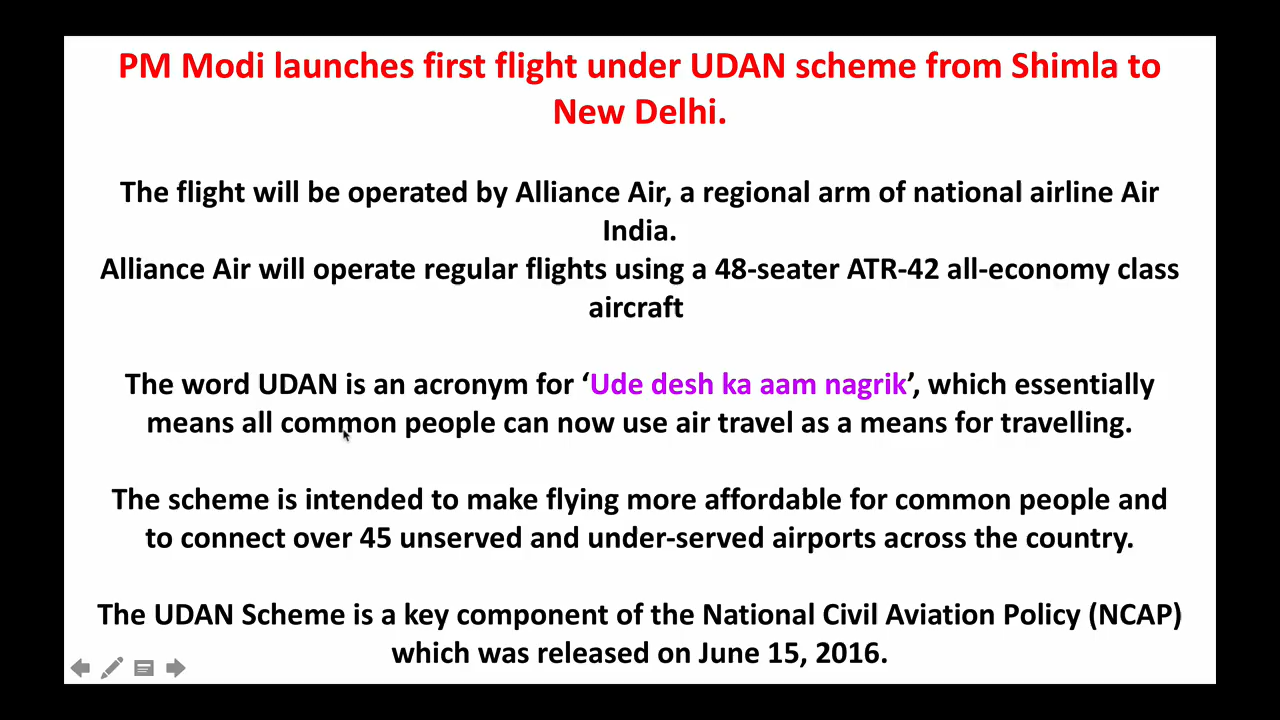 PM Modi launches first flight under UDAN scheme from Shimla to
New Delhi.
The flight will be operated by Alliance Air, a regional arm of national airline Air
India.
Alliance Air will operate regular flights using a 48-seater ATR-42 all-economy class
aircraft
The word UDAN is an acronym for ‘Ude desh ka aam nagrik’, which essentially
means all common people can now use air travel as a means for travelling.
The scheme is intended to make flying more affordable for common people and
to connect over 45 unserved and under-served airports across the country.
The UDAN Scheme is a key component of the National Civil Aviation Policy (NCAP)
which was released on June 15, 2016.